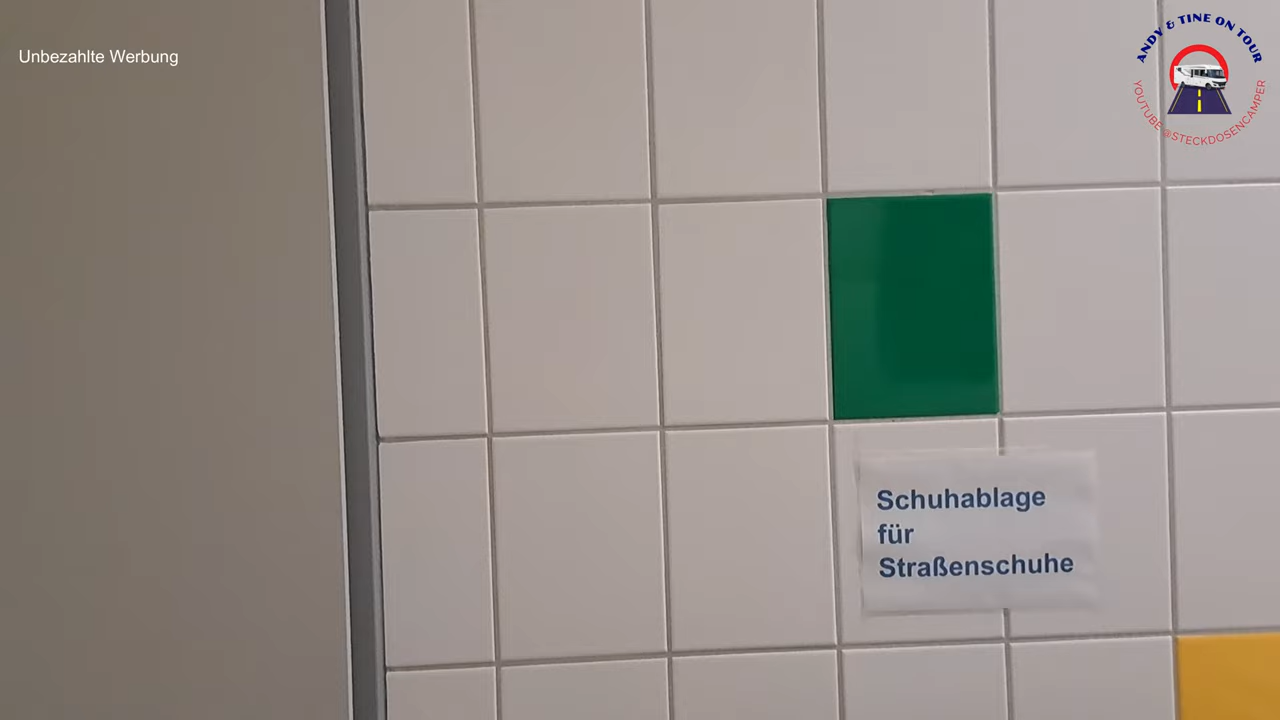 Unbezahlte Werbung
ANDY & TINE ON TOUR
YOUTUBE @STECKDOSENCAMPER
Schuhablage
für
Straßenschuhe